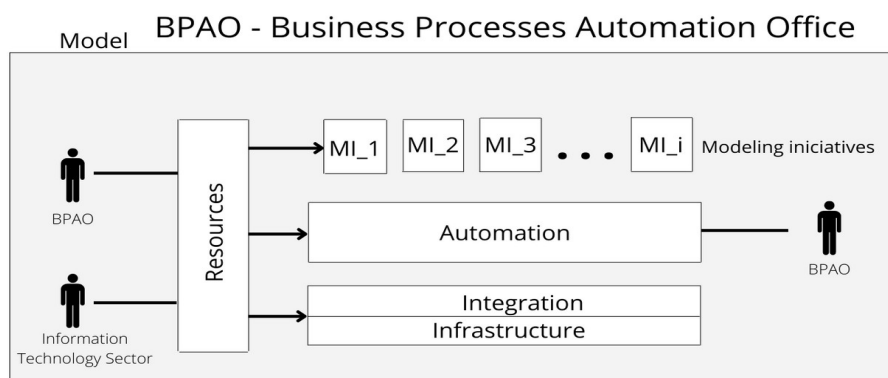 Model
BPAO - Business Processes Automation Office
MI_1
MI_2
MI_3
MI_i
Modeling iniciatives
BPAO
Resources
Automation
BPAO
Information
Technology Sector
Integration
Infrastructure